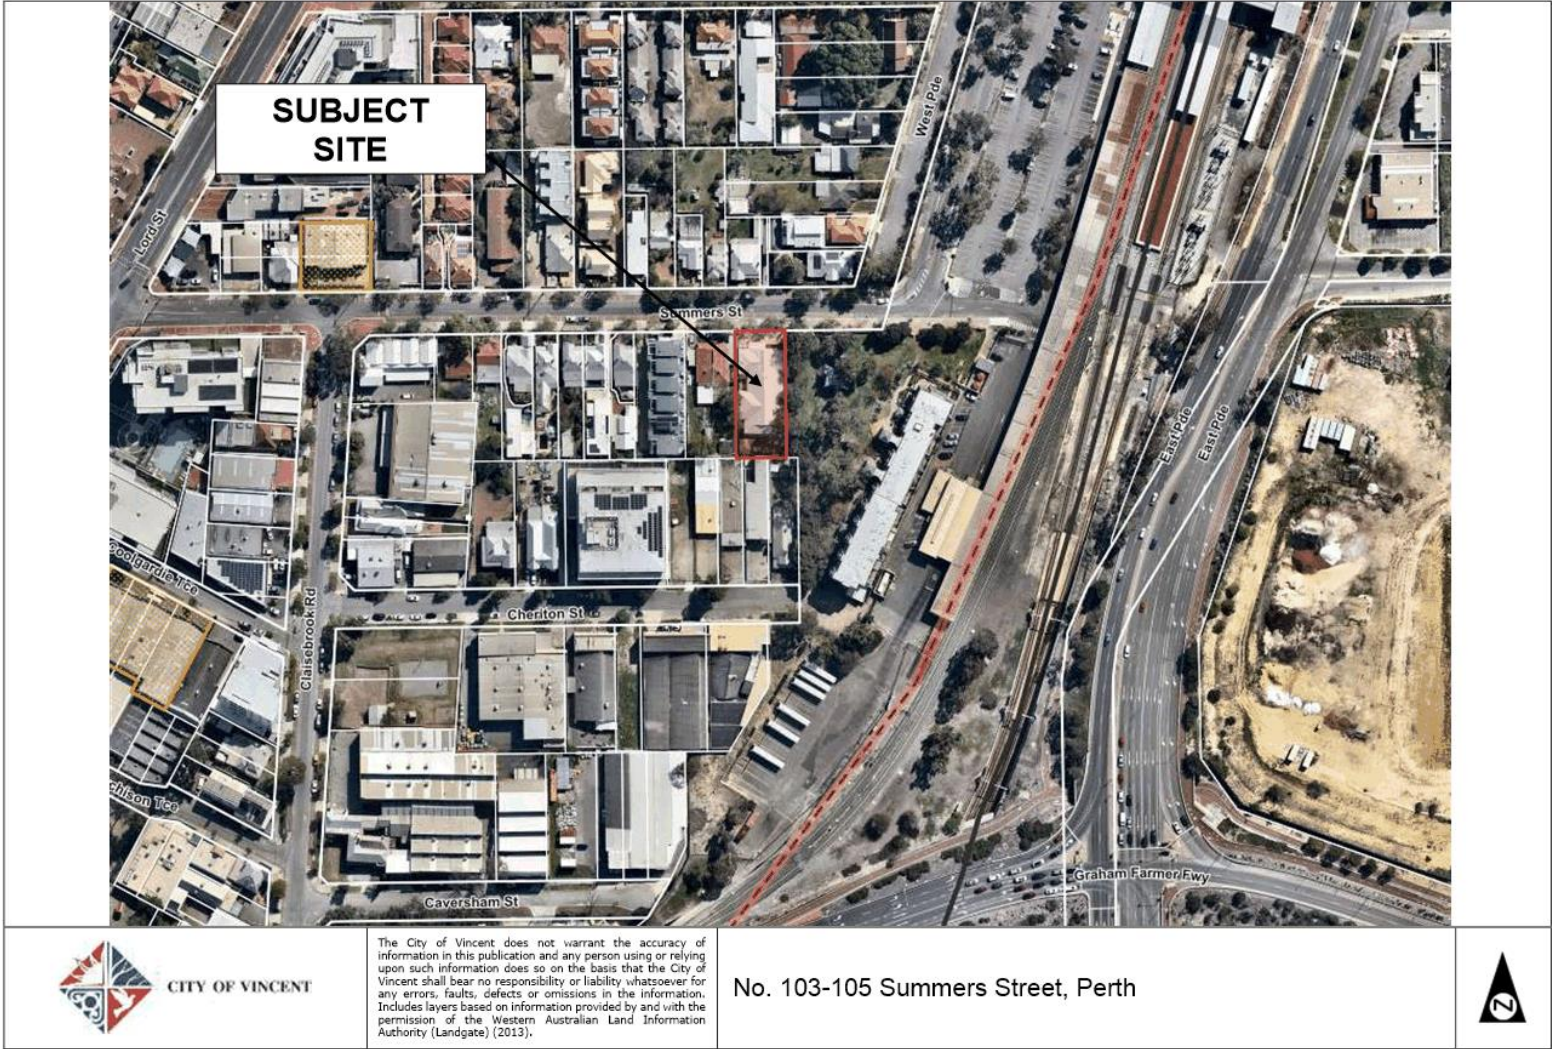 SUBJECT
SITE
West Pde
Lord St
Summers St
East Pde
East Pde
Coolgardie Tce
Claisebrook Rd
Cheriton St
chison Tce
Graham Farmer Fwy
Caversham St
CITY OF VINCENT
The City of Vincent does not warrant the accuracy of
information in this publication and any person using or relying
upon such information does so on the basis that the City of
Vincent shall bear no responsibility or liability whatsoever for
any errors, faults, defects or omissions in the information.
Includes layers based on information provided by and with the
permission of the Western Australian Land Information
Authority (Landgate) (2013).
No. 103-105 Summers Street, Perth
N